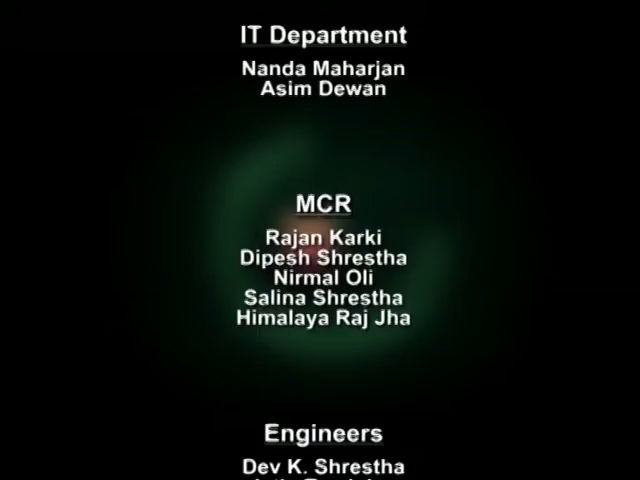 IT Department
Nanda Maharjan
Asim Dewan
MCR
Rajan Karki
Dipesh Shrestha
Nirmal Oli
Salina Shrestha
Himalaya Raj Jha
Engineers
Dev K. Shrestha